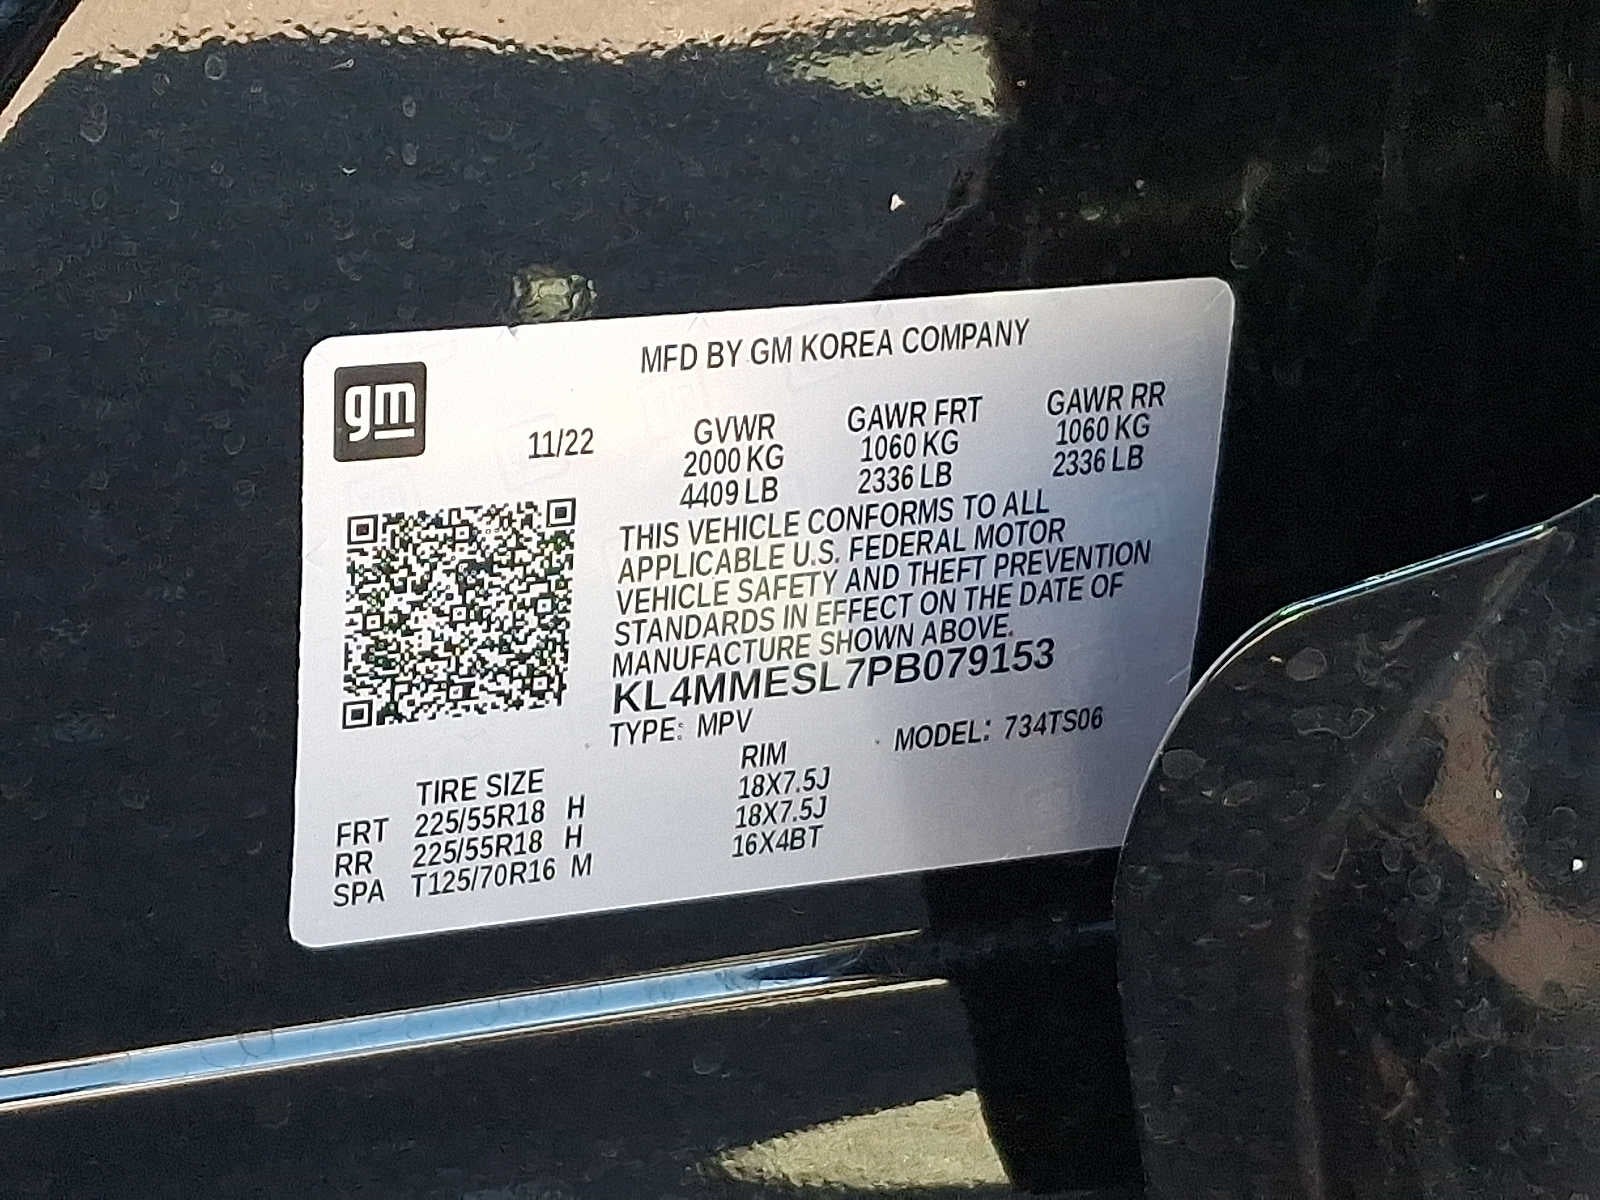 gm
MFD BY GM KOREA COMPANY
11/22
GVWR
2000 KG
4409 LB
GAWR FRT
1060 KG
2336 LB
GAWR RR
1060 KG
2336 LB
THIS VEHICLE CONFORMS TO ALL
APPLICABLE U.S. FEDERAL MOTOR
VEHICLE SAFETY AND THEFT PREVENTION
STANDARDS IN EFFECT ON THE DATE OF
MANUFACTURE SHOWN ABOVE.
KL4MMESL7PB079153
TYPE: MPV MODEL: 734TS06
TIRE SIZE RIM
FRT 225/55R18 H 18X7.5J
RR 225/55R18 H 18X7.5J
SPA T125/70R16 M 16X4BT